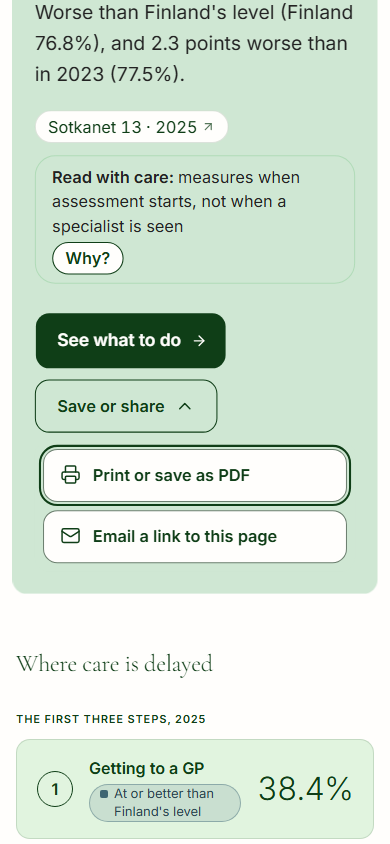 Worse than Finland's level (Finland
76.8%), and 2.3 points worse than
in 2023 (77.5%).
Sotkanet 13 · 2025 ↗
Read with care: measures when
assessment starts, not when a
specialist is seen
Why?
See what to do →
Save or share
Print or save as PDF
Email a link to this page
Where care is delayed
THE FIRST THREE STEPS, 2025
1
Getting to a GP
At or better than
Finland's level
38.4%